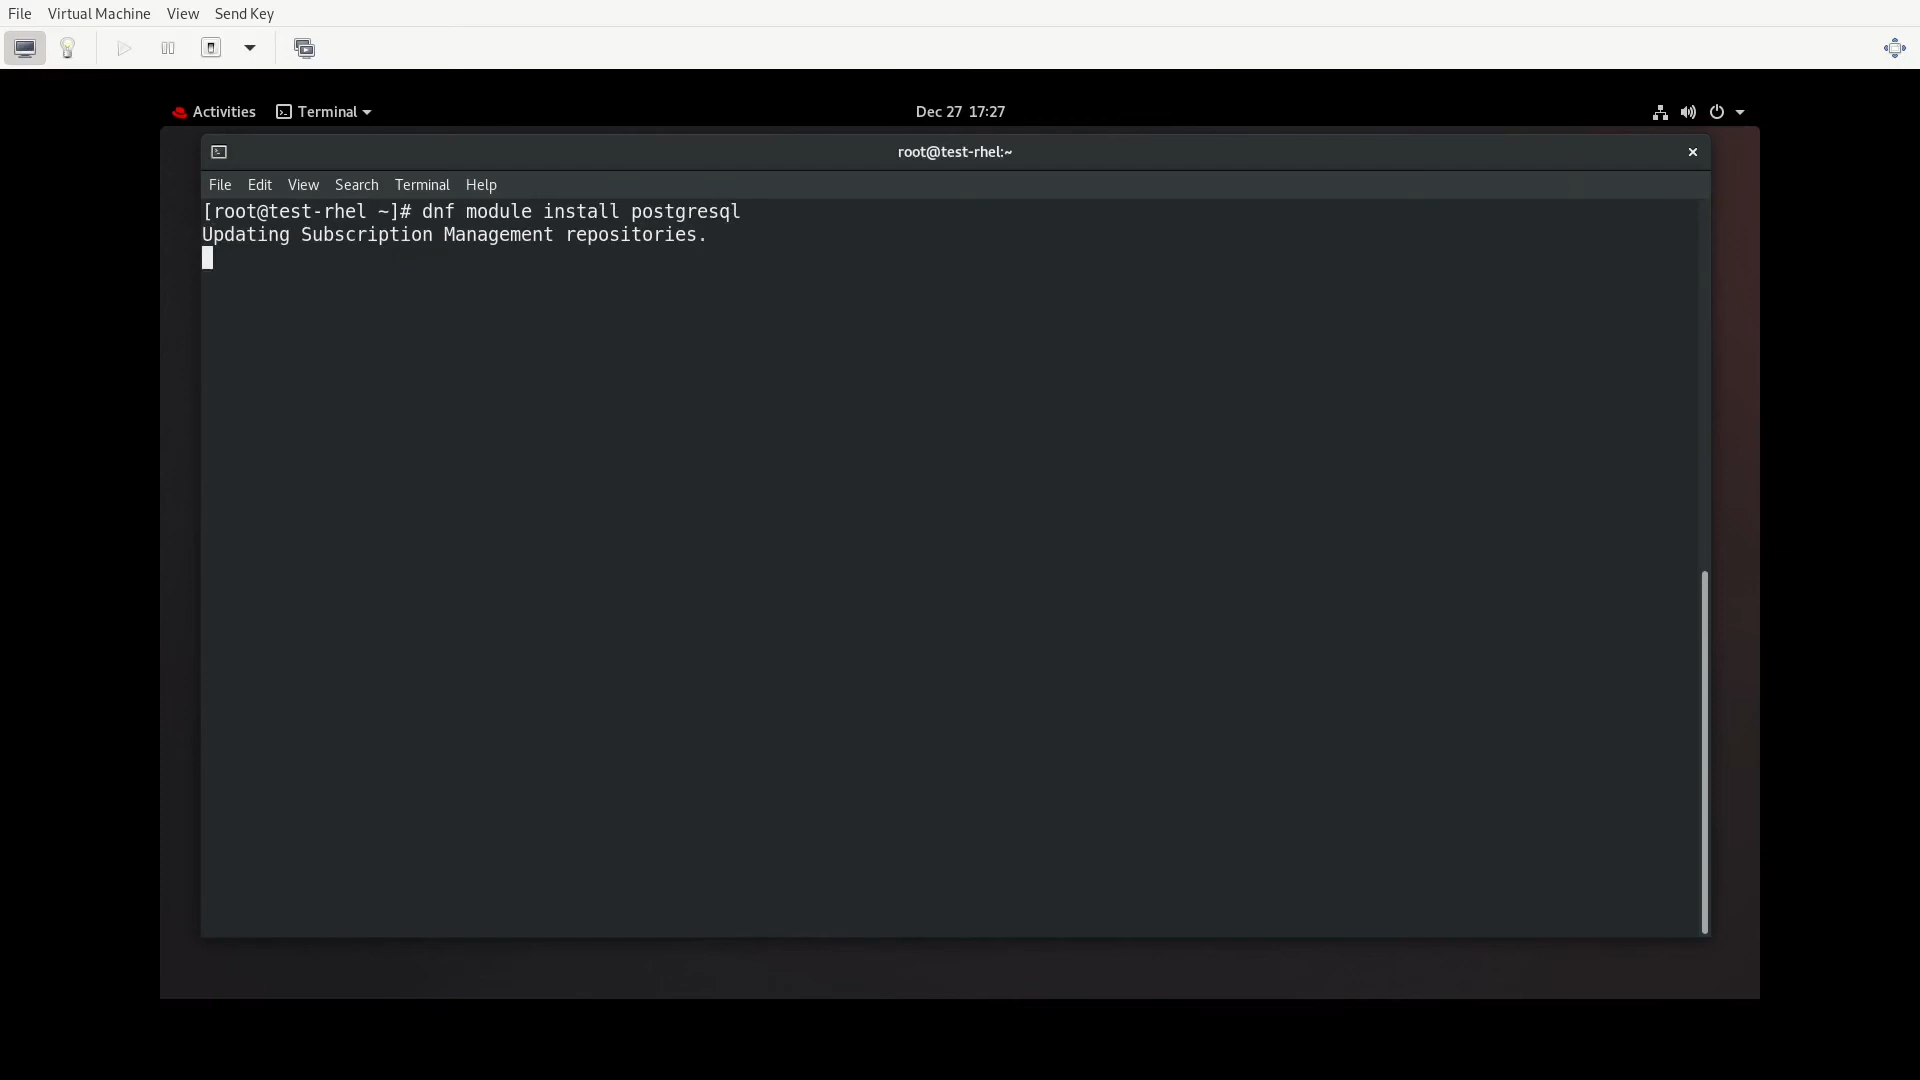 File Virtual Machine View Send Key
Activities Terminal Dec 27 17:27
root@test-rhel:~
File Edit View Search Terminal Help
[root@test-rhel ~]# dnf module install postgresql
Updating Subscription Management repositories.